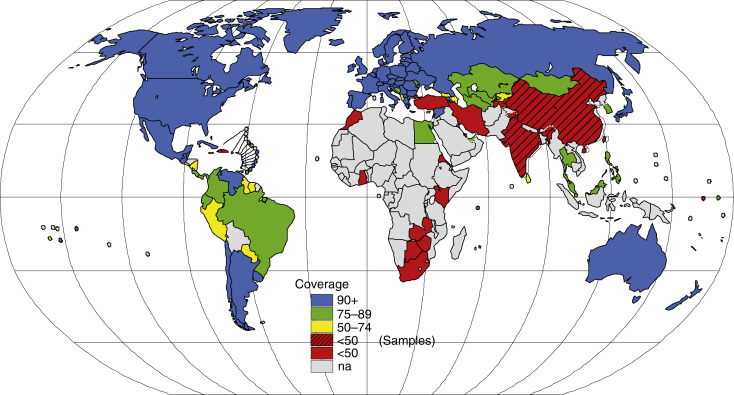 Coverage
90+
75–89
50–74
<50 (Samples)
<50
na